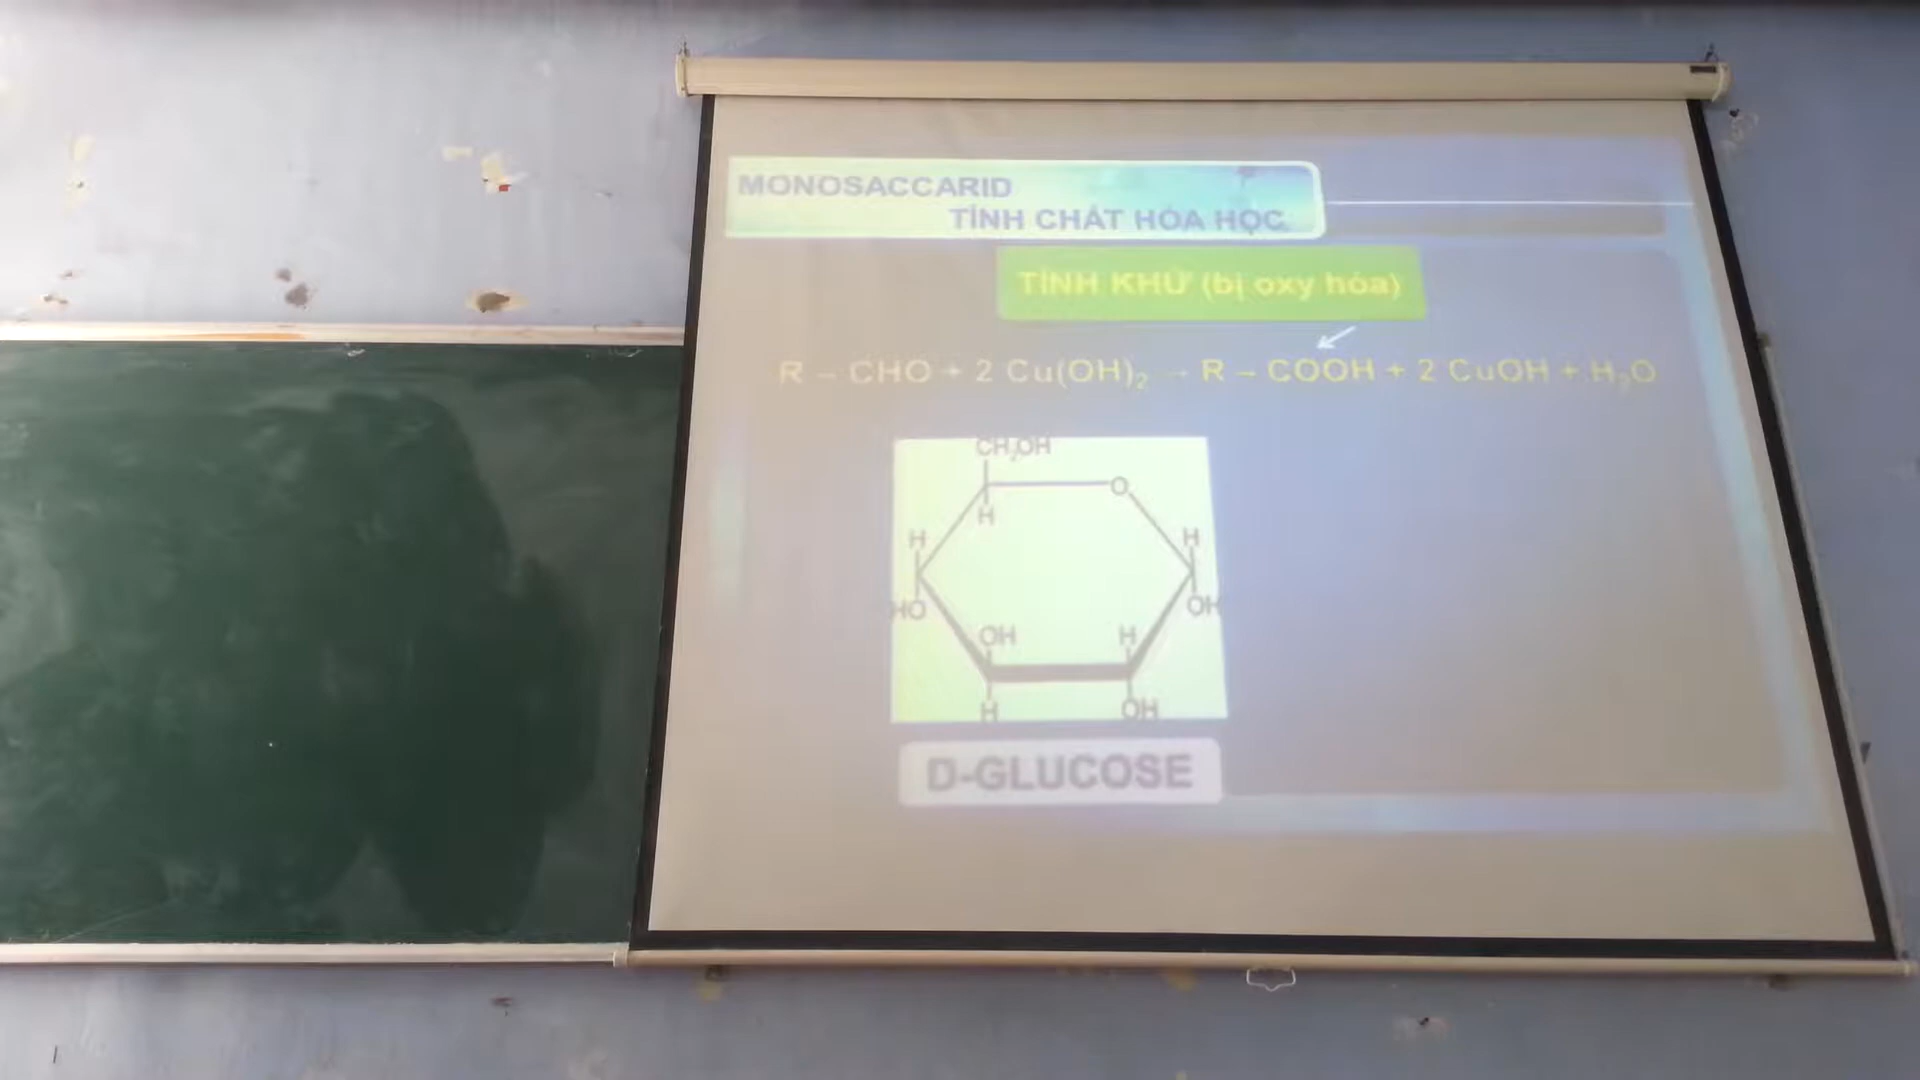 MONOSACCARID
TÍNH CHẤT HÓA HỌC
TÍNH KHỬ (bị oxy hóa)
R – CHO + 2 Cu(OH)₂ → R – COOH + 2 CuOH + H₂O
CH₂OH
O
H
H
H
HO
OH
OH
H
H
OH
D-GLUCOSE